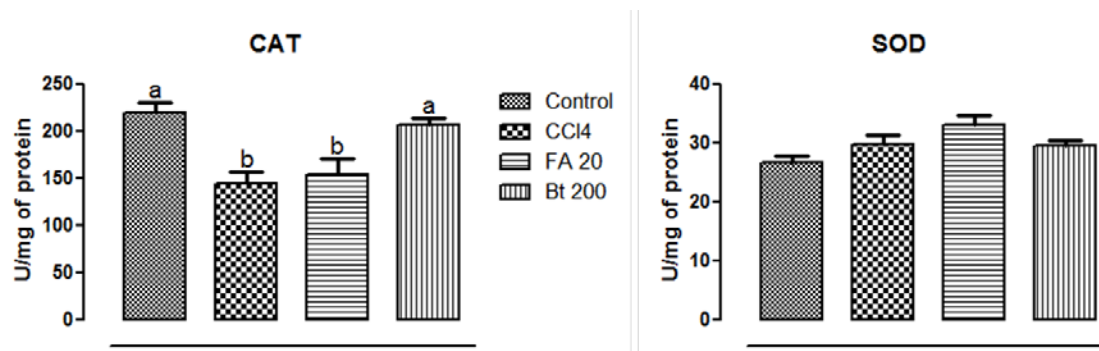 CAT
U/mg of protein
250
200
150
100
50
0
a
b
b
a
Control
CCl4
FA 20
Bt 200
SOD
U/mg of protein
40
30
20
10
0